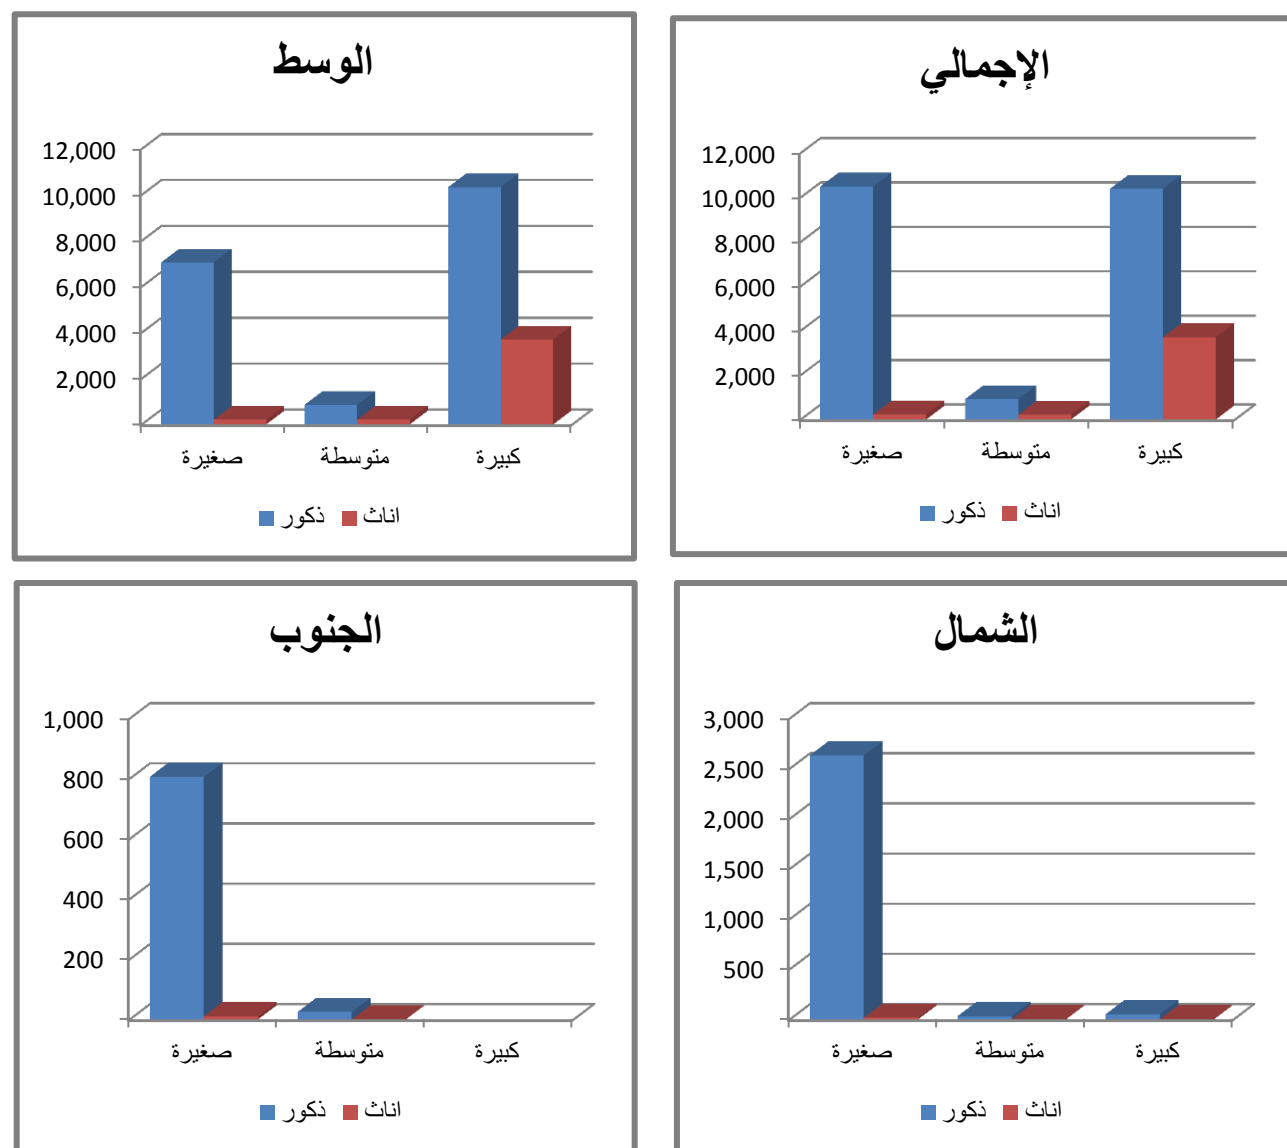 الوسط
12,000
10,000
8,000
6,000
4,000
2,000
صغيرة متوسطة كبيرة
ذكور اناث
الإجمالي
12,000
10,000
8,000
6,000
4,000
2,000
صغيرة متوسطة كبيرة
ذكور اناث
الجنوب
1,000
800
600
400
200
صغيرة متوسطة كبيرة
ذكور اناث
الشمال
3,000
2,500
2,000
1,500
1,000
500
صغيرة متوسطة كبيرة
ذكور اناث